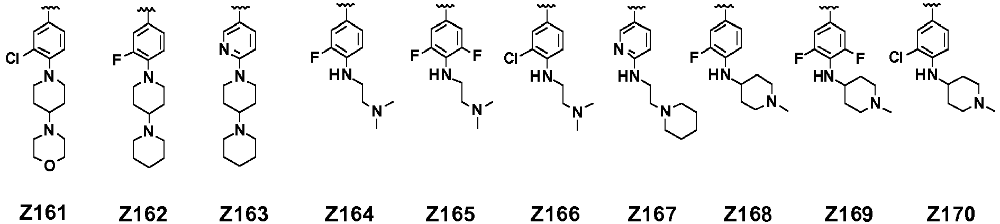 Cl N N O
F N N
N N N
F HN N
F F HN N
Cl HN N
N HN N
F HN N
F F HN N
Cl HN N
Z161 Z162 Z163 Z164 Z165 Z166 Z167 Z168 Z169 Z170